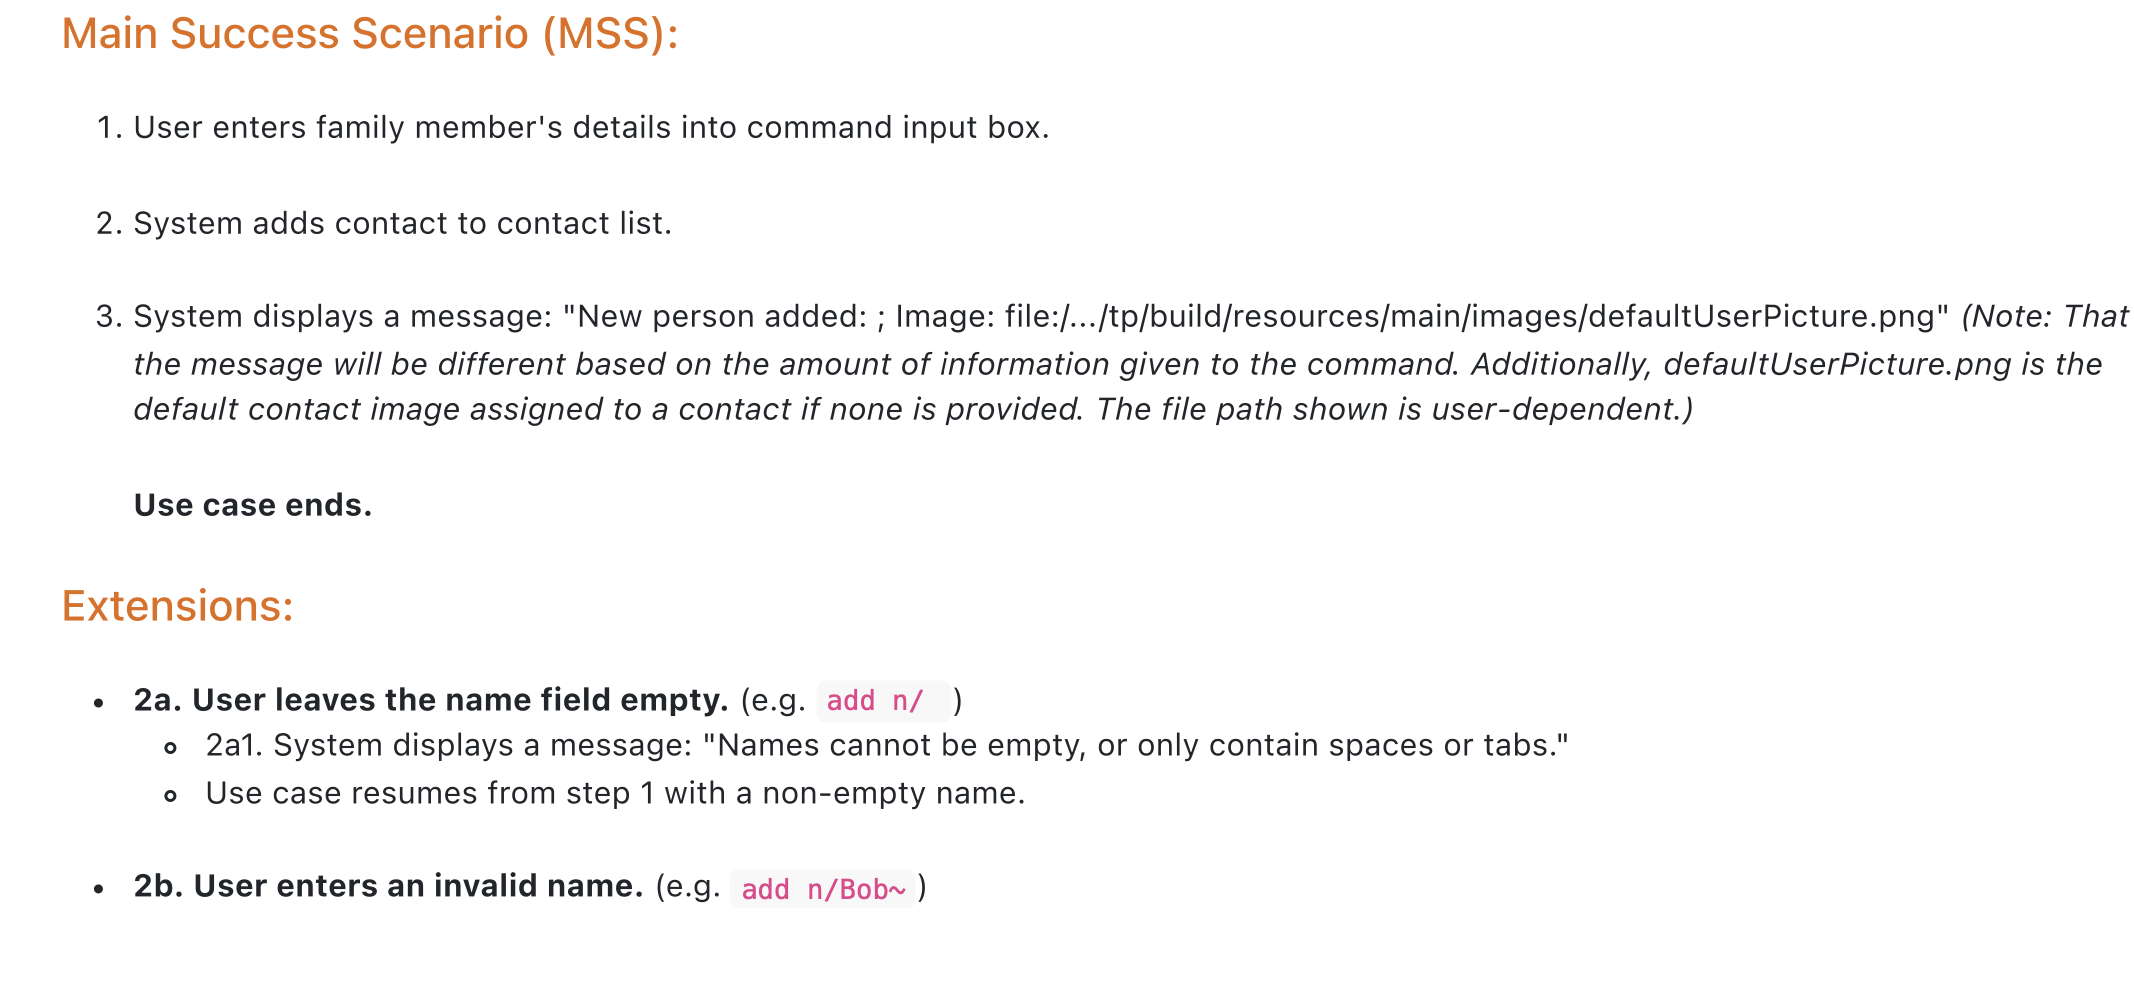 Main Success Scenario (MSS):
1. User enters family member's details into command input box.
2. System adds contact to contact list.
3. System displays a message: "New person added: ; Image: file:/.../tp/build/resources/main/images/defaultUserPicture.png" (Note: That
the message will be different based on the amount of information given to the command. Additionally, defaultUserPicture.png is the
default contact image assigned to a contact if none is provided. The file path shown is user-dependent.)
Use case ends.
Extensions:
• 2a. User leaves the name field empty. (e.g. add n/ )
◦ 2a1. System displays a message: "Names cannot be empty, or only contain spaces or tabs."
◦ Use case resumes from step 1 with a non-empty name.
• 2b. User enters an invalid name. (e.g. add n/Bob~ )